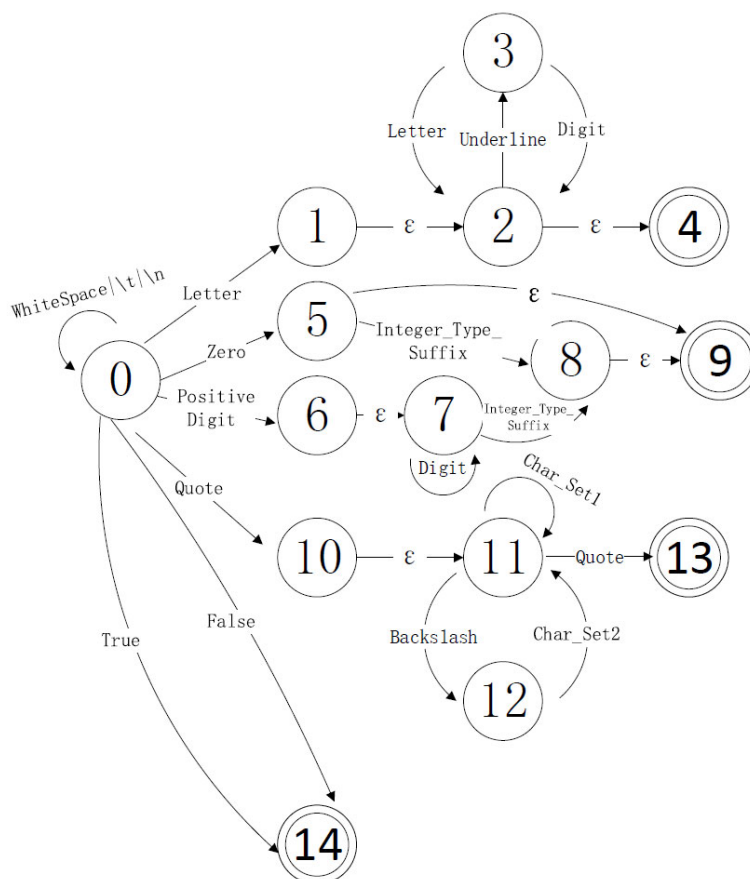 3
Letter
Digit
Underline
1
ε
2
ε
4
WhiteSpace|\t|\n
Letter
5
ε
Zero
Integer_Type_
Suffix
0
8
ε
9
Positive
Digit
6
ε
7
Integer_Type_
Suffix
Digit
Quote
Char_Set1
10
ε
11
Quote
13
True
False
Backslash
Char_Set2
12
14